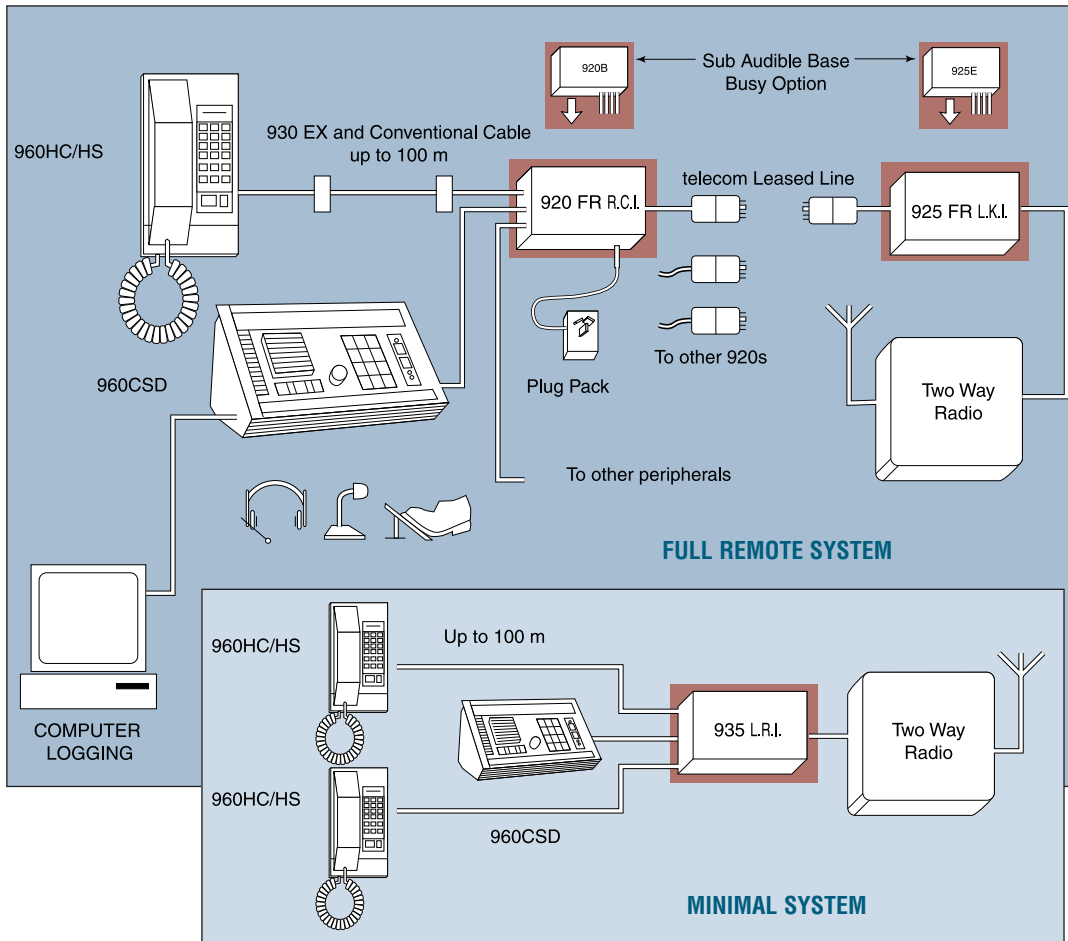 920B
Sub Audible Base
Busy Option
925E
960HC/HS
930 EX and Conventional Cable
up to 100 m
920 FR R.C.I.
telecom Leased Line
925 FR L.K.I.
960CSD
Plug Pack
To other 920s
Two Way
Radio
To other peripherals
FULL REMOTE SYSTEM
COMPUTER
LOGGING
960HC/HS
Up to 100 m
935 L.R.I.
Two Way
Radio
960HC/HS
960CSD
MINIMAL SYSTEM